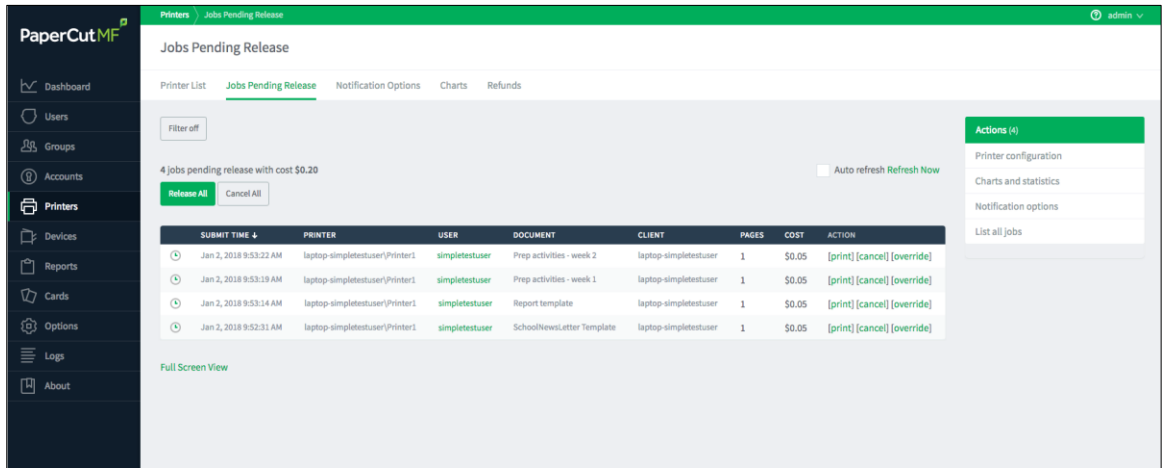 PaperCutMF
Printers Jobs Pending Release
admin
Jobs Pending Release
Dashboard
Users
Groups
Accounts
Printers
Devices
Reports
Cards
Options
Logs
About
Printer List Jobs Pending Release Notification Options Charts Refunds
Filter off
4 jobs pending release with cost $0.20
Auto refresh Refresh Now
Release All Cancel All
SUBMIT TIME ↓ PRINTER USER DOCUMENT CLIENT PAGES COST ACTION
Jan 2, 2018 9:53:22 AM laptop-simpletestuser\Printer1 simpletestuser Prep activities - week 2 laptop-simpletestuser 1 $0.05 [print] [cancel] [override]
Jan 2, 2018 9:53:19 AM laptop-simpletestuser\Printer1 simpletestuser Prep activities - week 1 laptop-simpletestuser 1 $0.05 [print] [cancel] [override]
Jan 2, 2018 9:53:14 AM laptop-simpletestuser\Printer1 simpletestuser Report template laptop-simpletestuser 1 $0.05 [print] [cancel] [override]
Jan 2, 2018 9:52:31 AM laptop-simpletestuser\Printer1 simpletestuser SchoolNewsLetter Template laptop-simpletestuser 1 $0.05 [print] [cancel] [override]
Full Screen View
Actions (4)
Printer configuration
Charts and statistics
Notification options
List all jobs